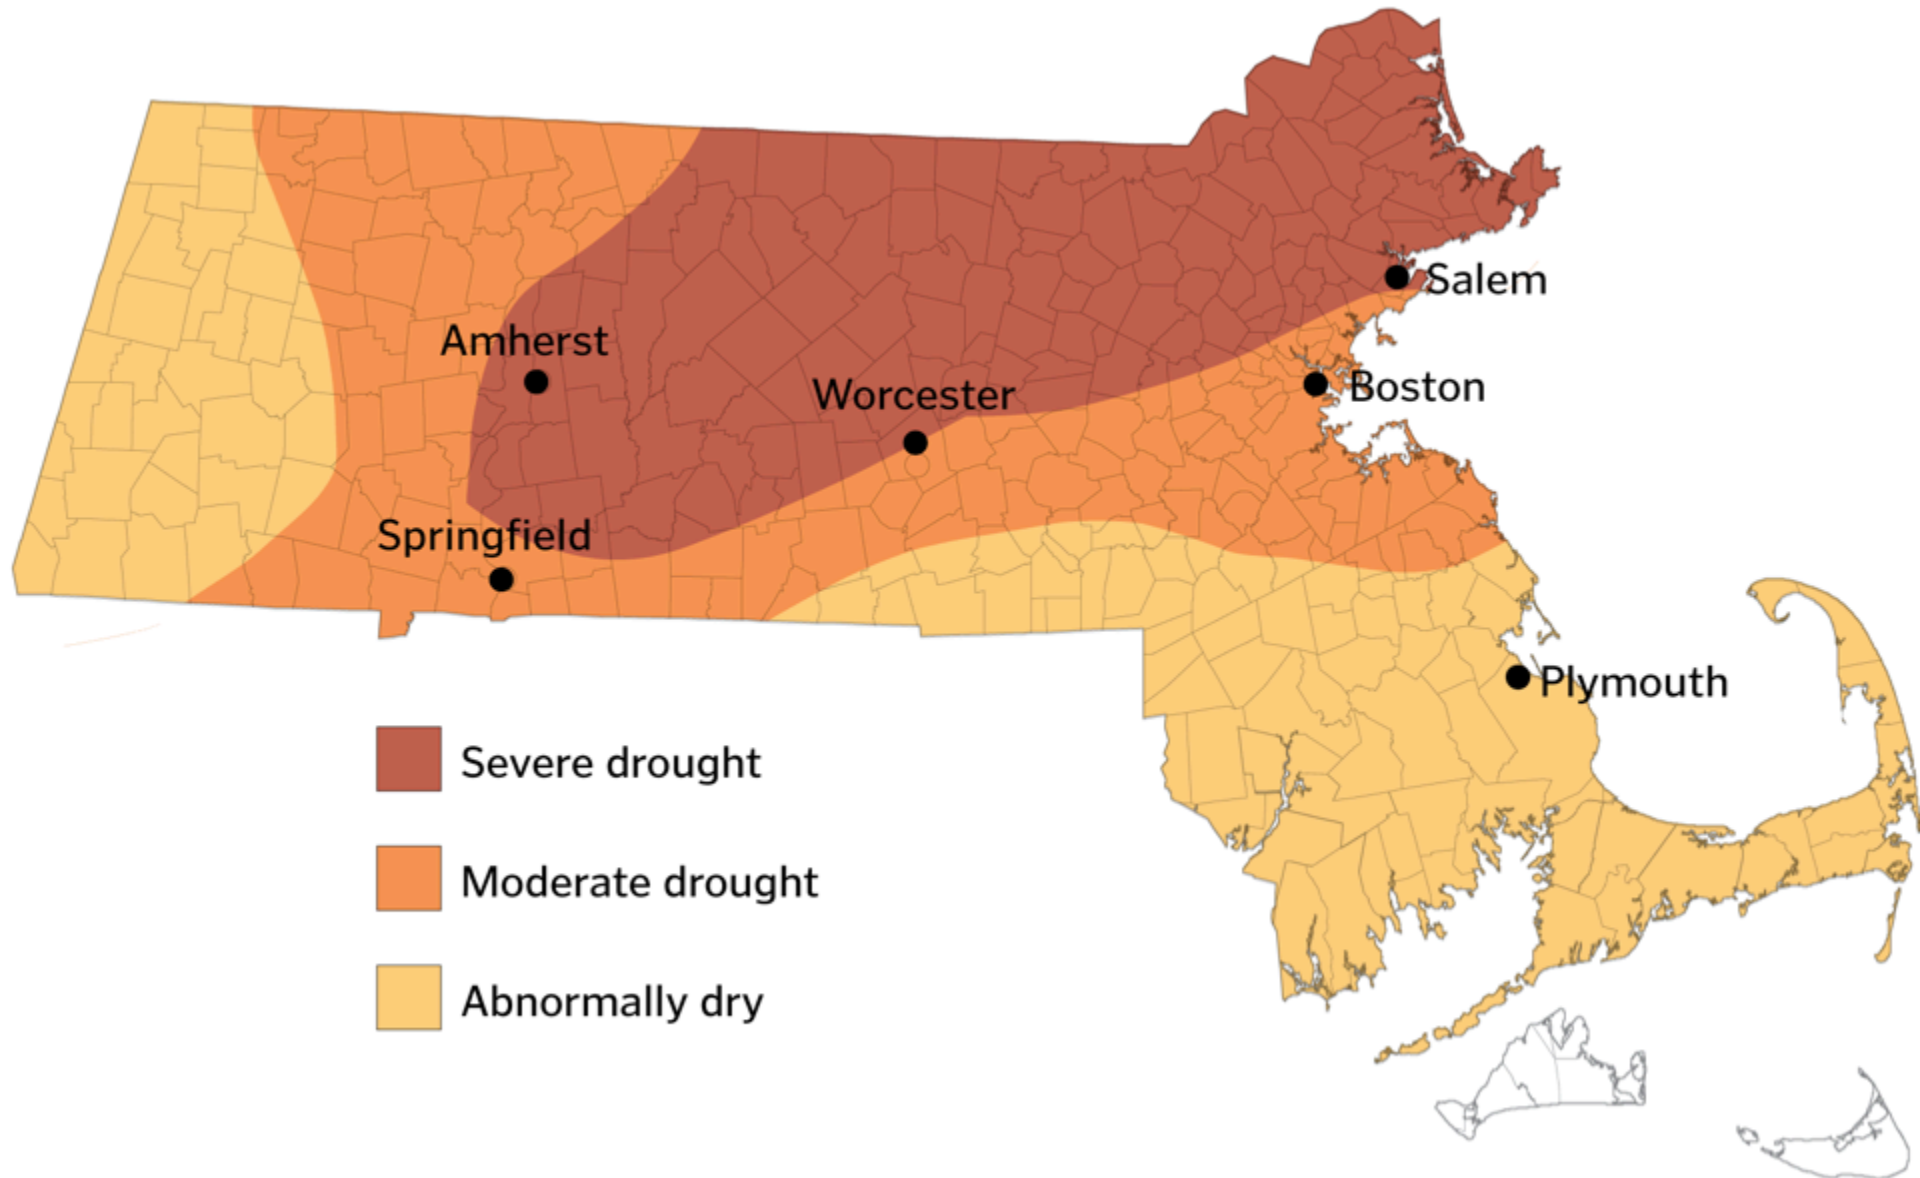 Salem
Amherst
Boston
Worcester
Springfield
Plymouth
Severe drought
Moderate drought
Abnormally dry